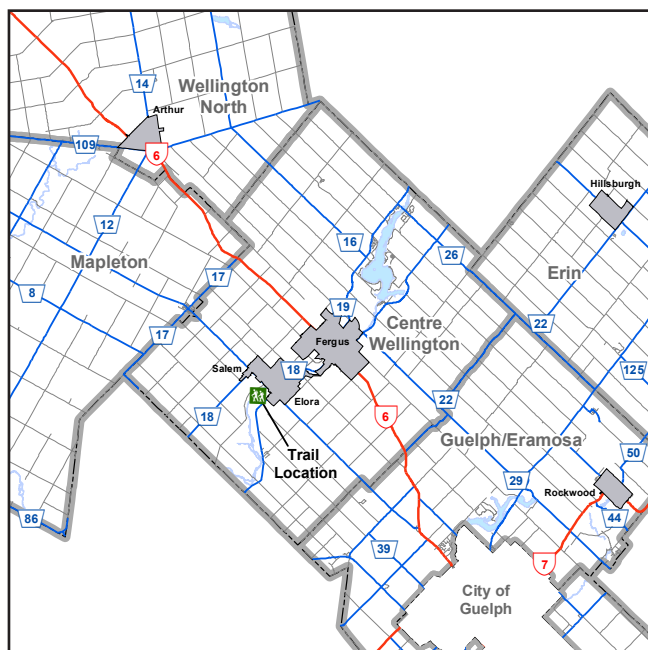 14
Wellington
North
Arthur
109
6
Hillsburgh
12
16
26
Mapleton
17
Erin
8
19
22
17
Centre
Wellington
Fergus
125
Salem
18
Elora
22
18
6
Guelph/Eramosa
Trail
Location
50
29
Rockwood
44
86
39
7
City of
Guelph